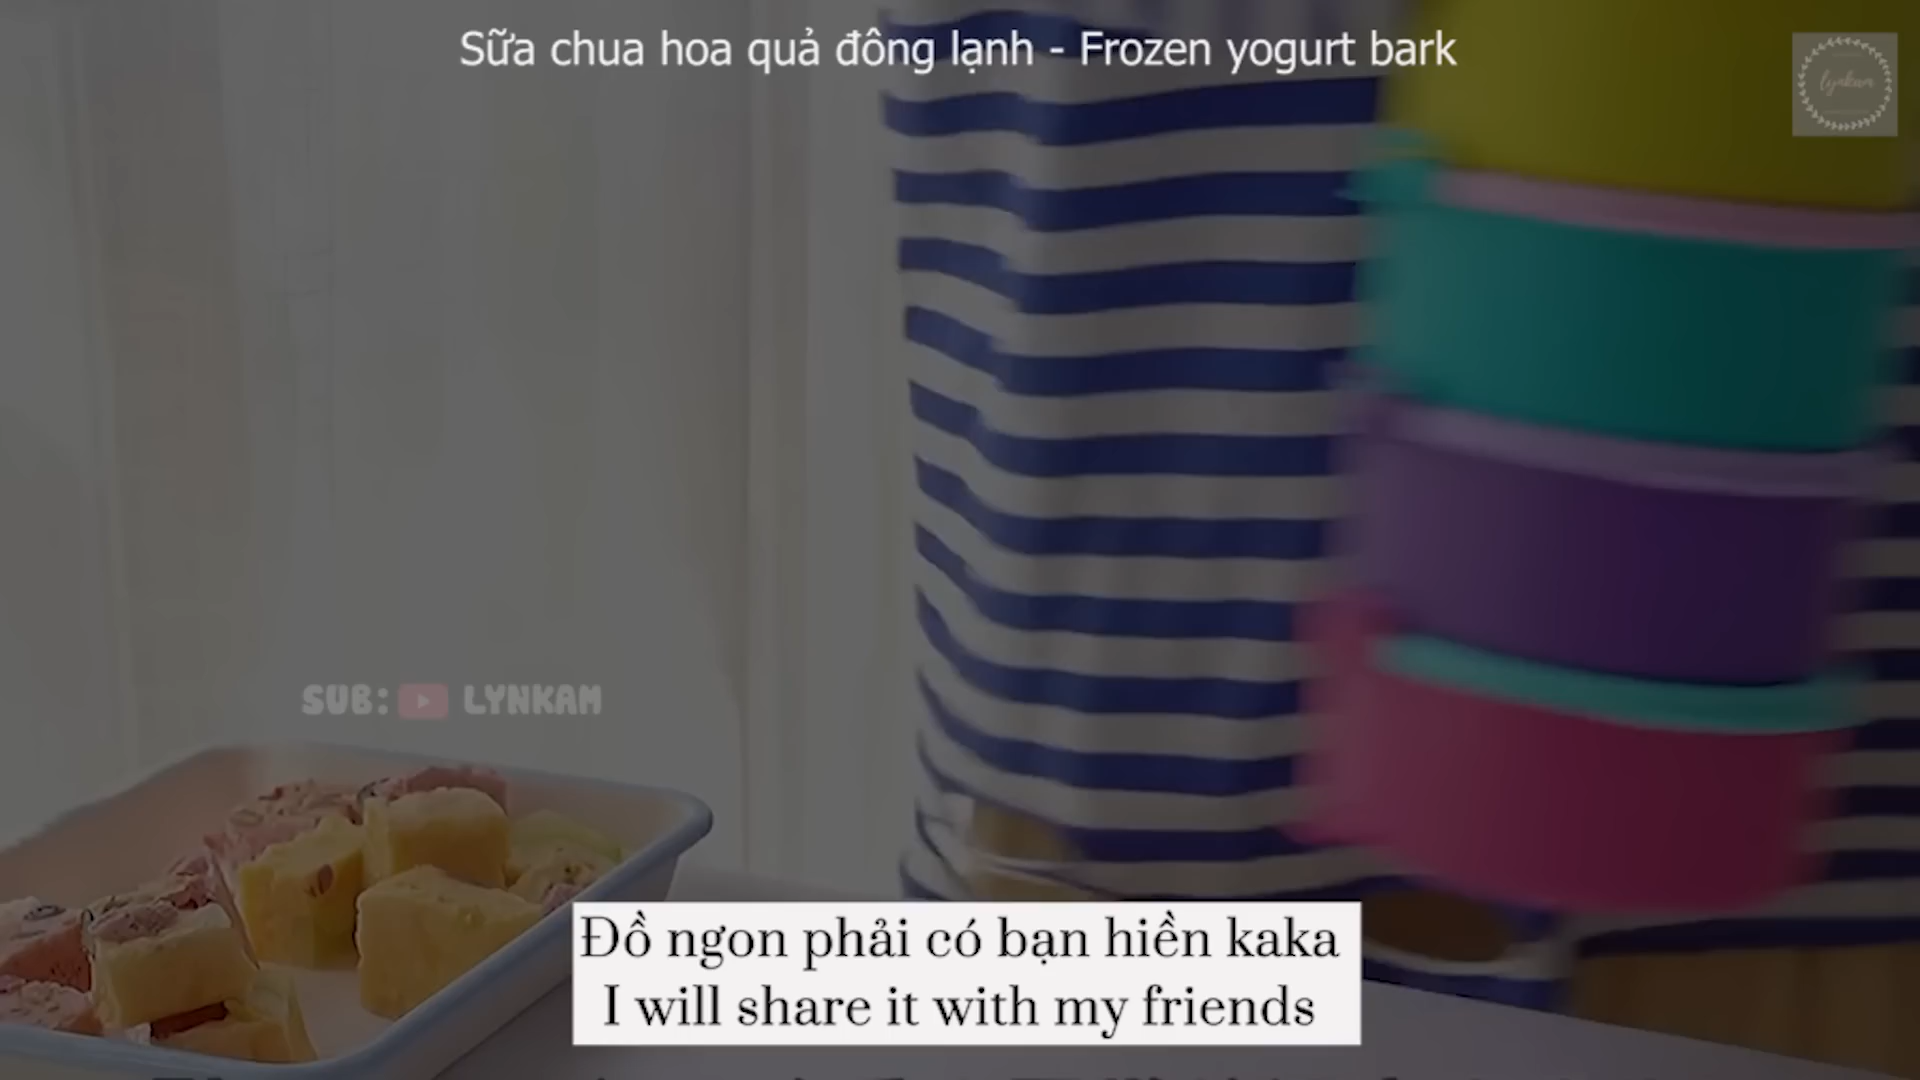 Sữa chua hoa quả đông lạnh - Frozen yogurt bark
lynkam
SUB: LYNKAM
Đồ ngon phải có bạn hiền kaka
I will share it with my friends